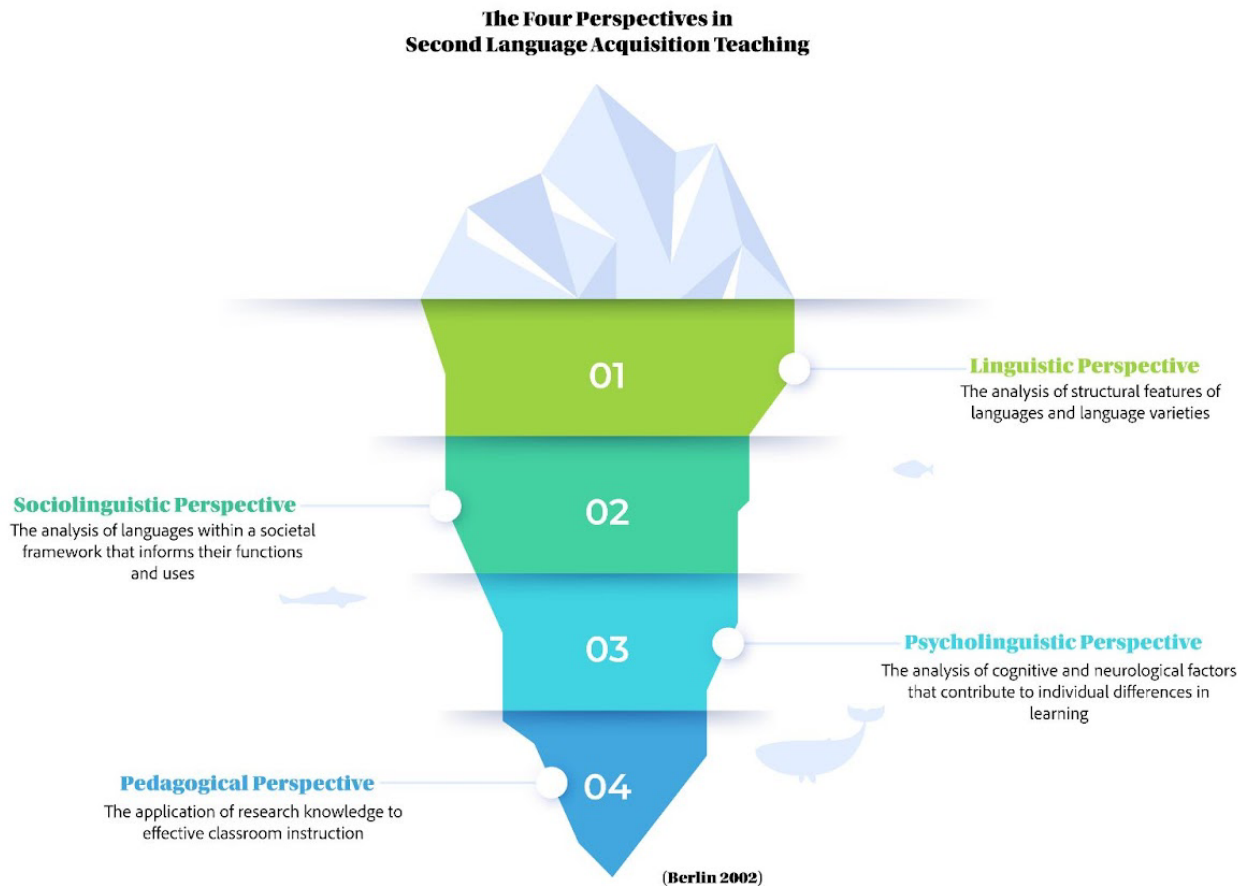 The Four Perspectives in
Second Language Acquisition Teaching
01
Linguistic Perspective
The analysis of structural features of
languages and language varieties
02
Sociolinguistic Perspective
The analysis of languages within a societal
framework that informs their functions
and uses
03
Psycholinguistic Perspective
The analysis of cognitive and neurological factors
that contribute to individual differences in
learning
04
Pedagogical Perspective
The application of research knowledge to
effective classroom instruction
(Berlin 2002)